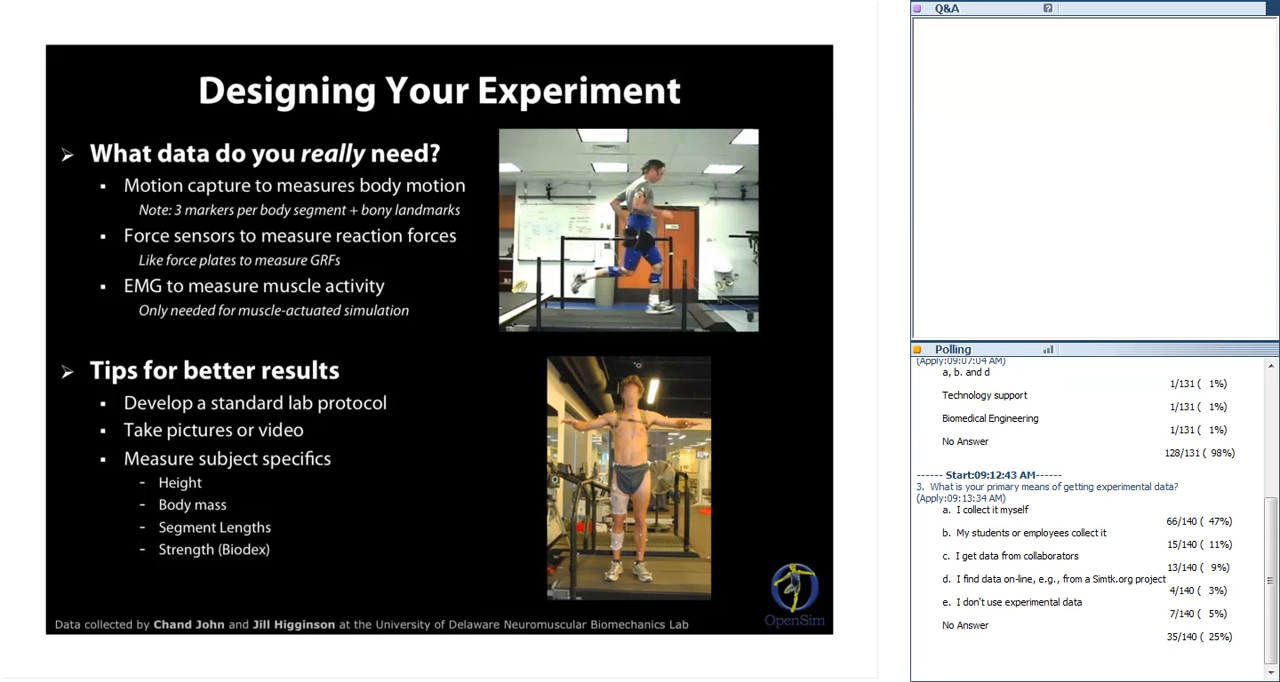 Designing Your Experiment
➢ What data do you really need?
▪ Motion capture to measures body motion
Note: 3 markers per body segment + bony landmarks
▪ Force sensors to measure reaction forces
Like force plates to measure GRFs
▪ EMG to measure muscle activity
Only needed for muscle-actuated simulation
➢ Tips for better results
▪ Develop a standard lab protocol
▪ Take pictures or video
▪ Measure subject specifics
- Height
- Body mass
- Segment Lengths
- Strength (Biodex)
OpenSim
Data collected by Chand John and Jill Higginson at the University of Delaware Neuromuscular Biomechanics Lab
Q&A
Polling
(Apply:09:07:04 AM)
a, b. and d
1/131 ( 1%)
Technology support
1/131 ( 1%)
Biomedical Engineering
1/131 ( 1%)
No Answer
128/131 ( 98%)
------ Start:09:12:43 AM------
3. What is your primary means of getting experimental data?
(Apply:09:13:34 AM)
a. I collect it myself
66/140 ( 47%)
b. My students or employees collect it
15/140 ( 11%)
c. I get data from collaborators
13/140 ( 9%)
d. I find data on-line, e.g., from a Simtk.org project
4/140 ( 3%)
e. I don't use experimental data
7/140 ( 5%)
No Answer
35/140 ( 25%)